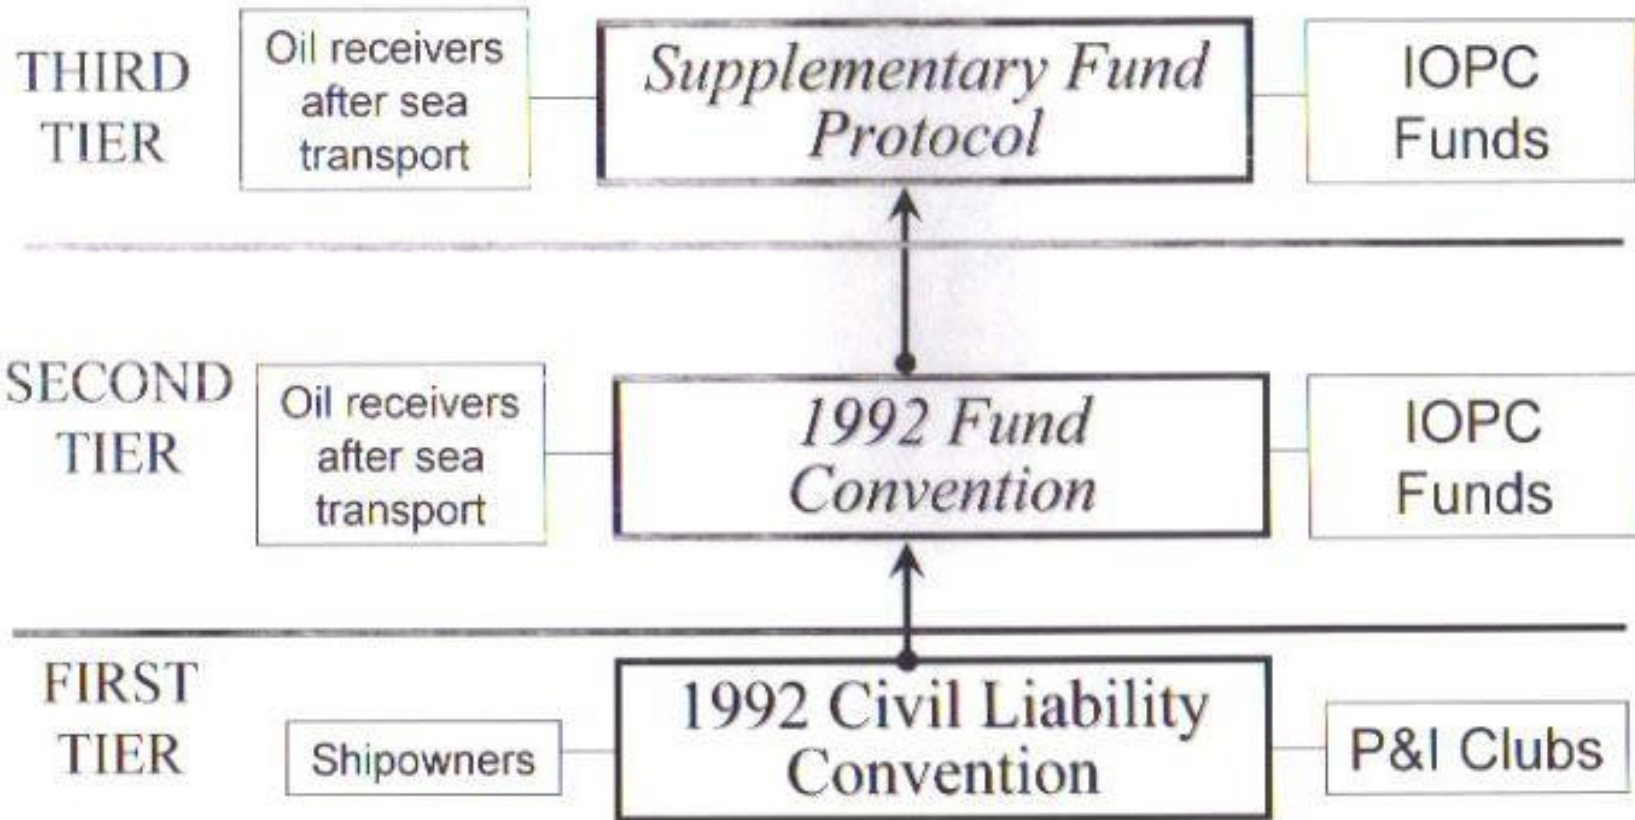 THIRD
TIER
Oil receivers
after sea
transport
Supplementary Fund
Protocol
IOPC
Funds
SECOND
TIER
Oil receivers
after sea
transport
1992 Fund
Convention
IOPC
Funds
FIRST
TIER
Shipowners
1992 Civil Liability
Convention
P&I Clubs